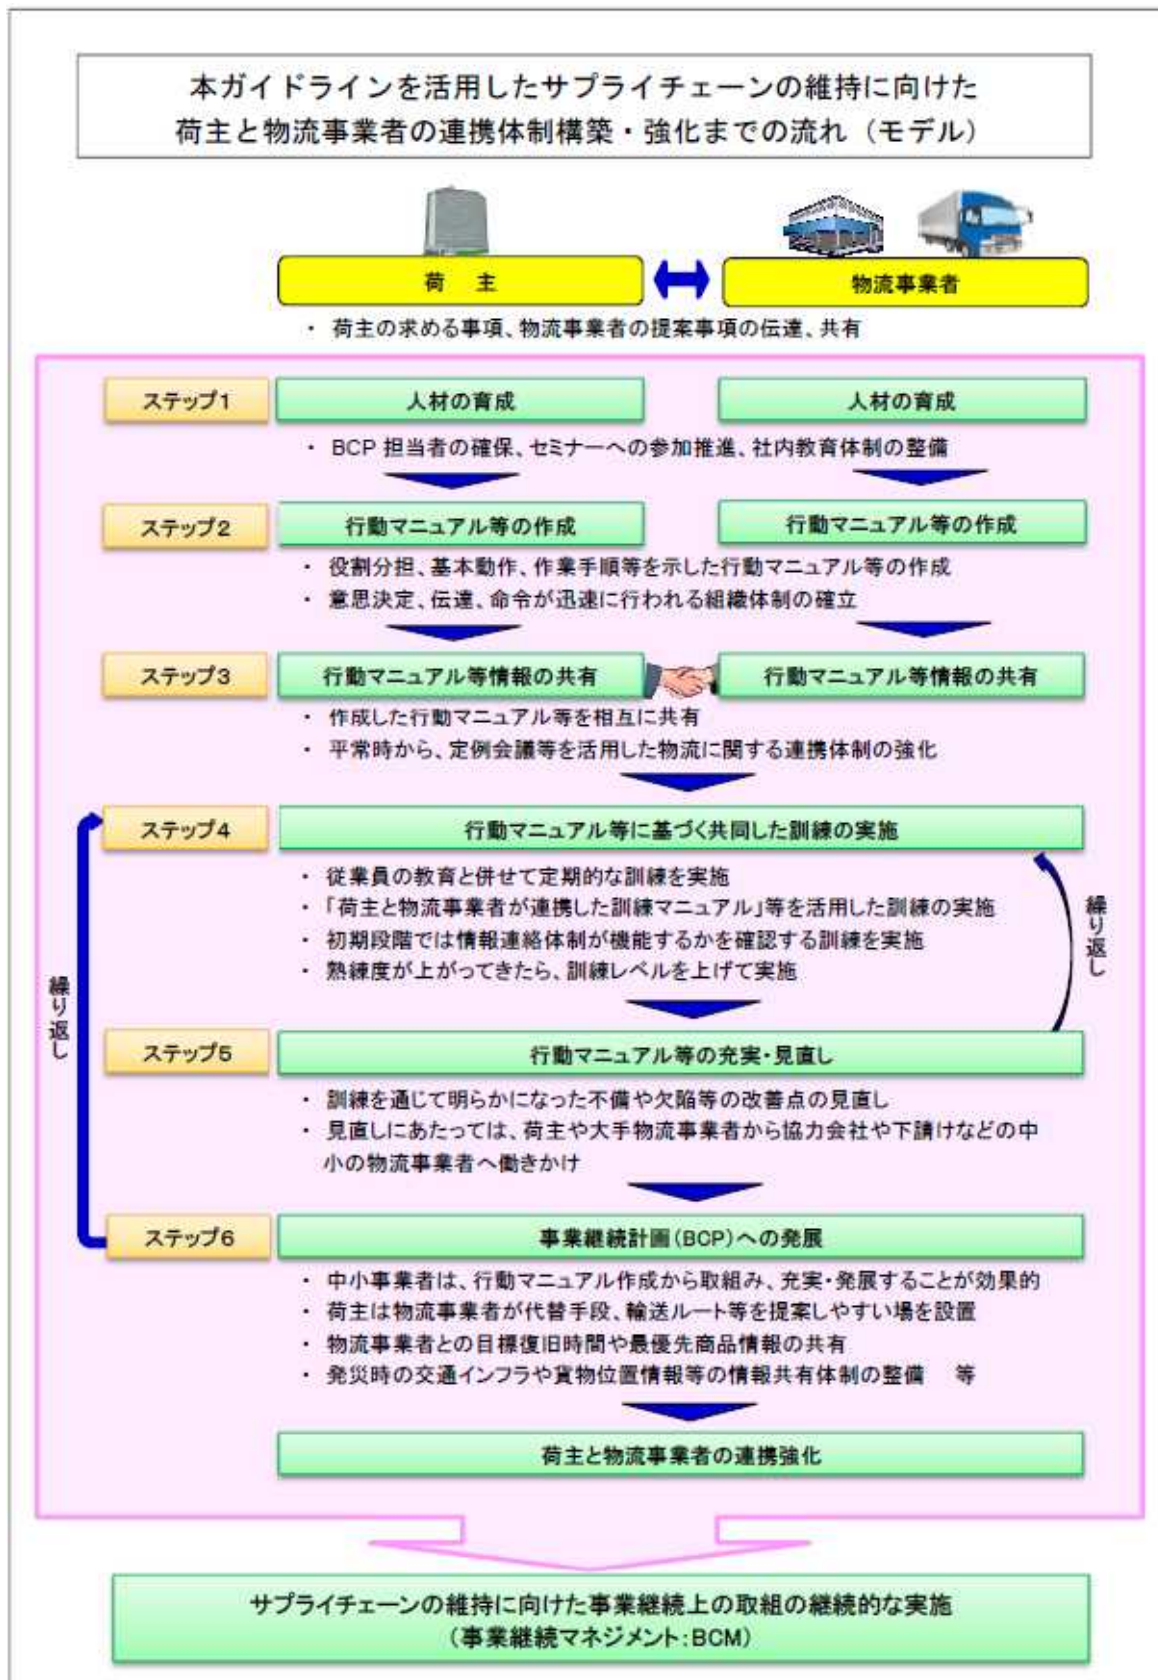 本ガイドラインを活用したサプライチェーンの維持に向けた
荷主と物流事業者の連携体制構築・強化までの流れ（モデル）
荷　主
物流事業者
・ 荷主の求める事項、物流事業者の提案事項の伝達、共有
ステップ1
人材の育成
人材の育成
・ BCP 担当者の確保、セミナーへの参加推進、社内教育体制の整備
ステップ2
行動マニュアル等の作成
行動マニュアル等の作成
・ 役割分担、基本動作、作業手順等を示した行動マニュアル等の作成
・ 意思決定、伝達、命令が迅速に行われる組織体制の確立
ステップ3
行動マニュアル等情報の共有
行動マニュアル等情報の共有
・ 作成した行動マニュアル等を相互に共有
・ 平常時から、定例会議等を活用した物流に関する連携体制の強化
ステップ4
行動マニュアル等に基づく共同した訓練の実施
・ 従業員の教育と併せて定期的な訓練を実施
・ 「荷主と物流事業者が連携した訓練マニュアル」等を活用した訓練の実施
・ 初期段階では情報連絡体制が機能するかを確認する訓練を実施
・ 熟練度が上がってきたら、訓練レベルを上げて実施
繰り返し
繰り返し
ステップ5
行動マニュアル等の充実・見直し
・ 訓練を通じて明らかになった不備や欠陥等の改善点の見直し
・ 見直しにあたっては、荷主や大手物流事業者から協力会社や下請けなどの中
小の物流事業者へ働きかけ
ステップ6
事業継続計画（BCP）への発展
・ 中小事業者は、行動マニュアル作成から取組み、充実・発展することが効果的
・ 荷主は物流事業者が代替手段、輸送ルート等を提案しやすい場を設置
・ 物流事業者との目標復旧時間や最優先商品情報の共有
・ 発災時の交通インフラや貨物位置情報等の情報共有体制の整備　等
荷主と物流事業者の連携強化
サプライチェーンの維持に向けた事業継続上の取組の継続的な実施
（事業継続マネジメント：BCM）